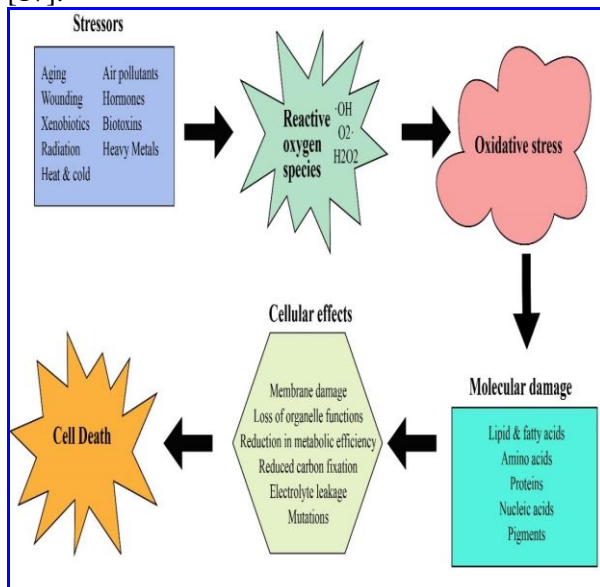 Stressors
Aging Air pollutants
Wounding Hormones
Xenobiotics Biotoxins
Radiation Heavy Metals
Heat & cold
Reactive
oxygen
species
·OH
O2·
H2O2
Oxidative stress
Cellular effects
Membrane damage
Loss of organelle functions
Reduction in metabolic efficiency
Reduced carbon fixation
Electrolyte leakage
Mutations
Molecular damage
Lipid & fatty acids
Amino acids
Proteins
Nucleic acids
Pigments
Cell Death